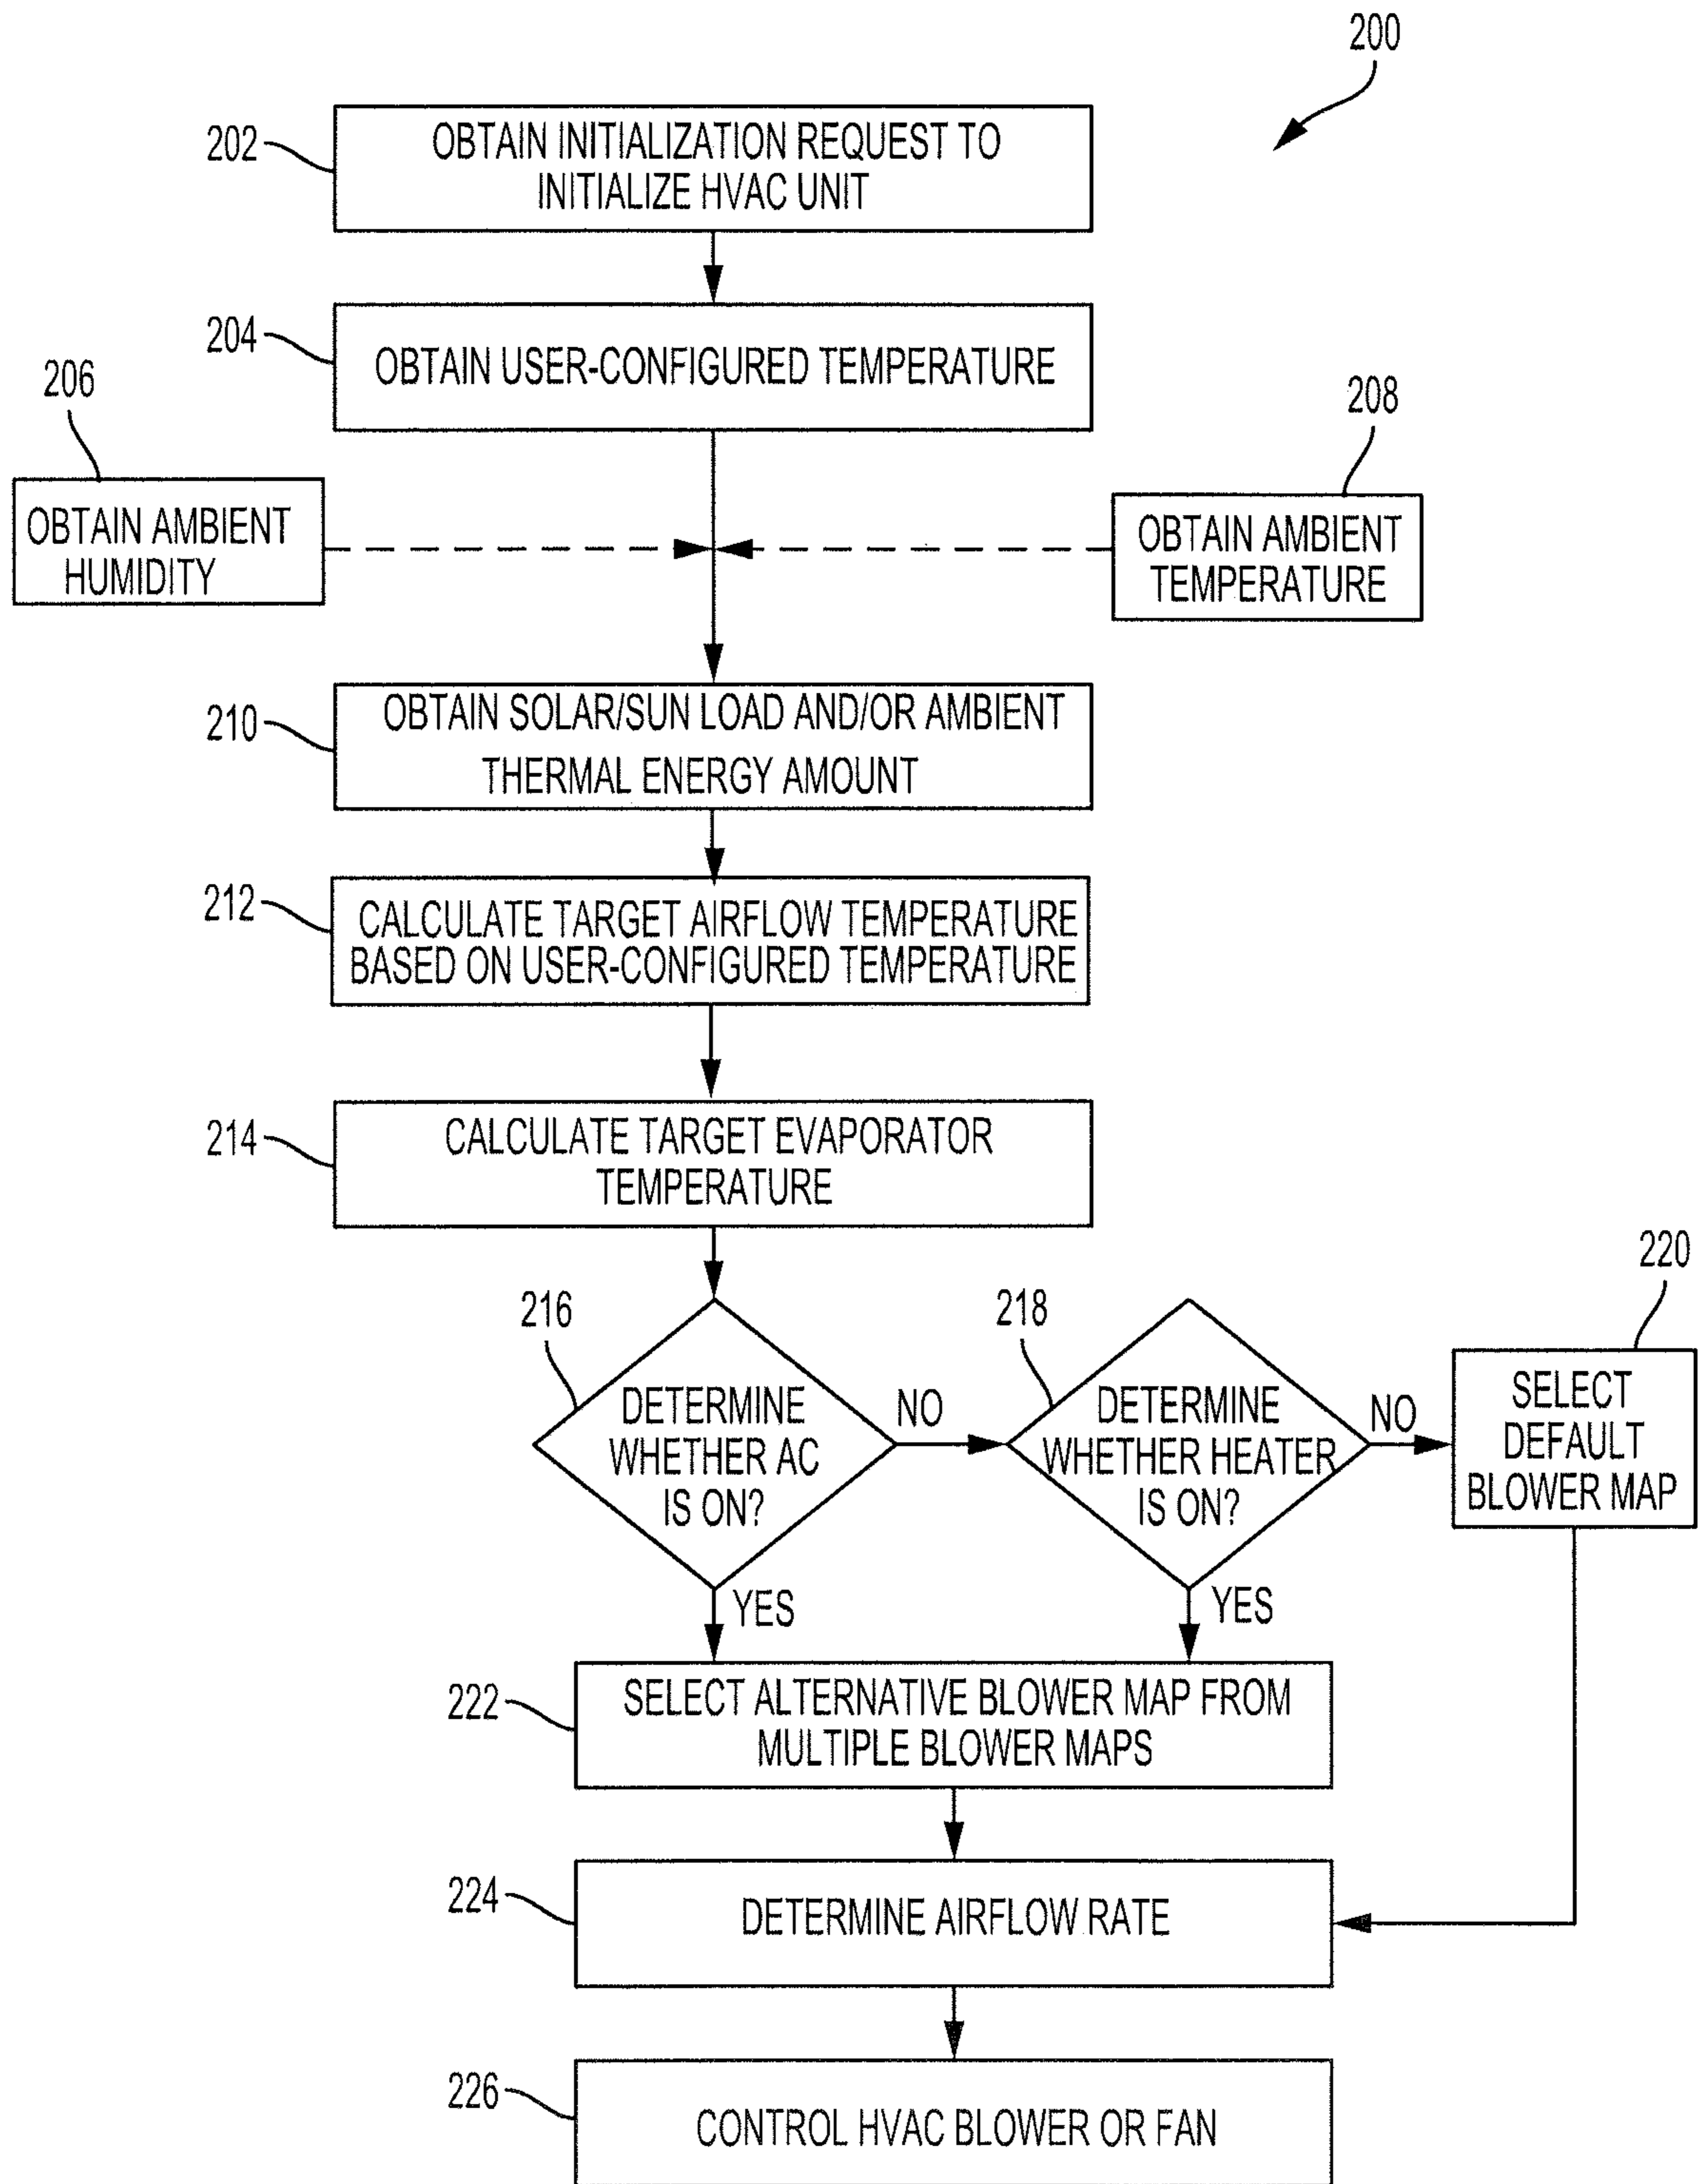 200
202
OBTAIN INITIALIZATION REQUEST TO
INITIALIZE HVAC UNIT
204
OBTAIN USER-CONFIGURED TEMPERATURE
206
OBTAIN AMBIENT
HUMIDITY
208
OBTAIN AMBIENT
TEMPERATURE
210
OBTAIN SOLAR/SUN LOAD AND/OR AMBIENT
THERMAL ENERGY AMOUNT
212
CALCULATE TARGET AIRFLOW TEMPERATURE
BASED ON USER-CONFIGURED TEMPERATURE
214
CALCULATE TARGET EVAPORATOR
TEMPERATURE
216
DETERMINE
WHETHER AC
IS ON?
NO
YES
218
DETERMINE
WHETHER HEATER
IS ON?
NO
YES
220
SELECT
DEFAULT
BLOWER MAP
222
SELECT ALTERNATIVE BLOWER MAP FROM
MULTIPLE BLOWER MAPS
224
DETERMINE AIRFLOW RATE
226
CONTROL HVAC BLOWER OR FAN